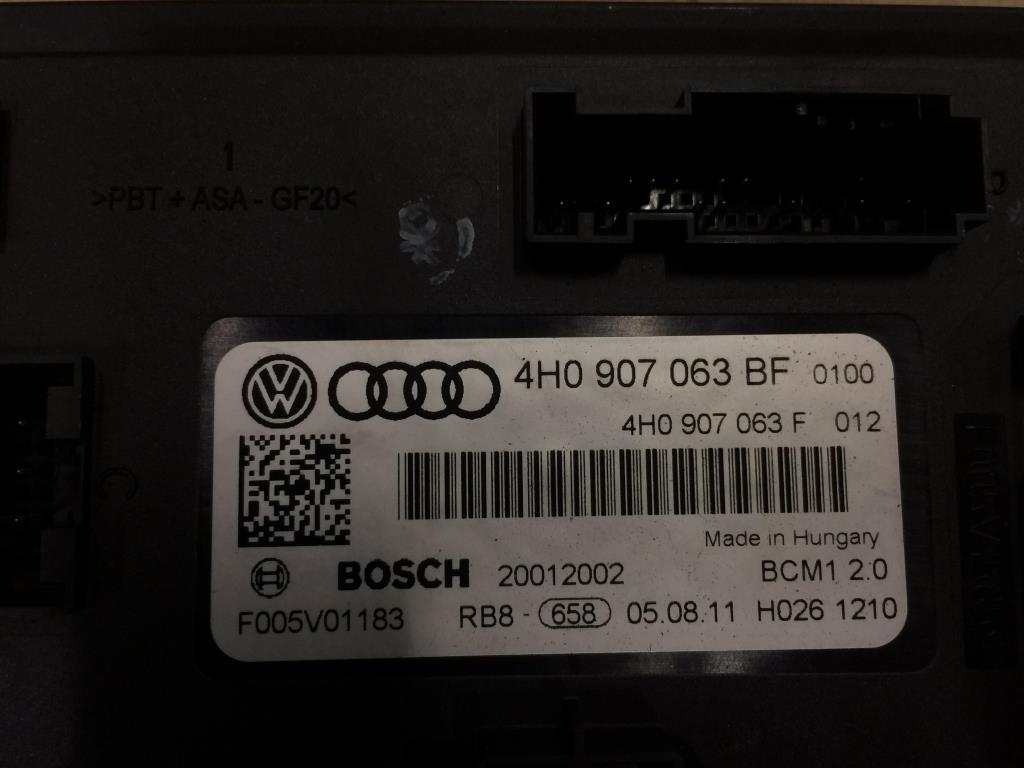 1
>PBT + ASA - GF20<
4H0 907 063 BF 0100
4H0 907 063 F 012
Made in Hungary
BOSCH 20012002 BCM1 2.0
F005V01183 RB8 - 658 05.08.11 H026 1210
C